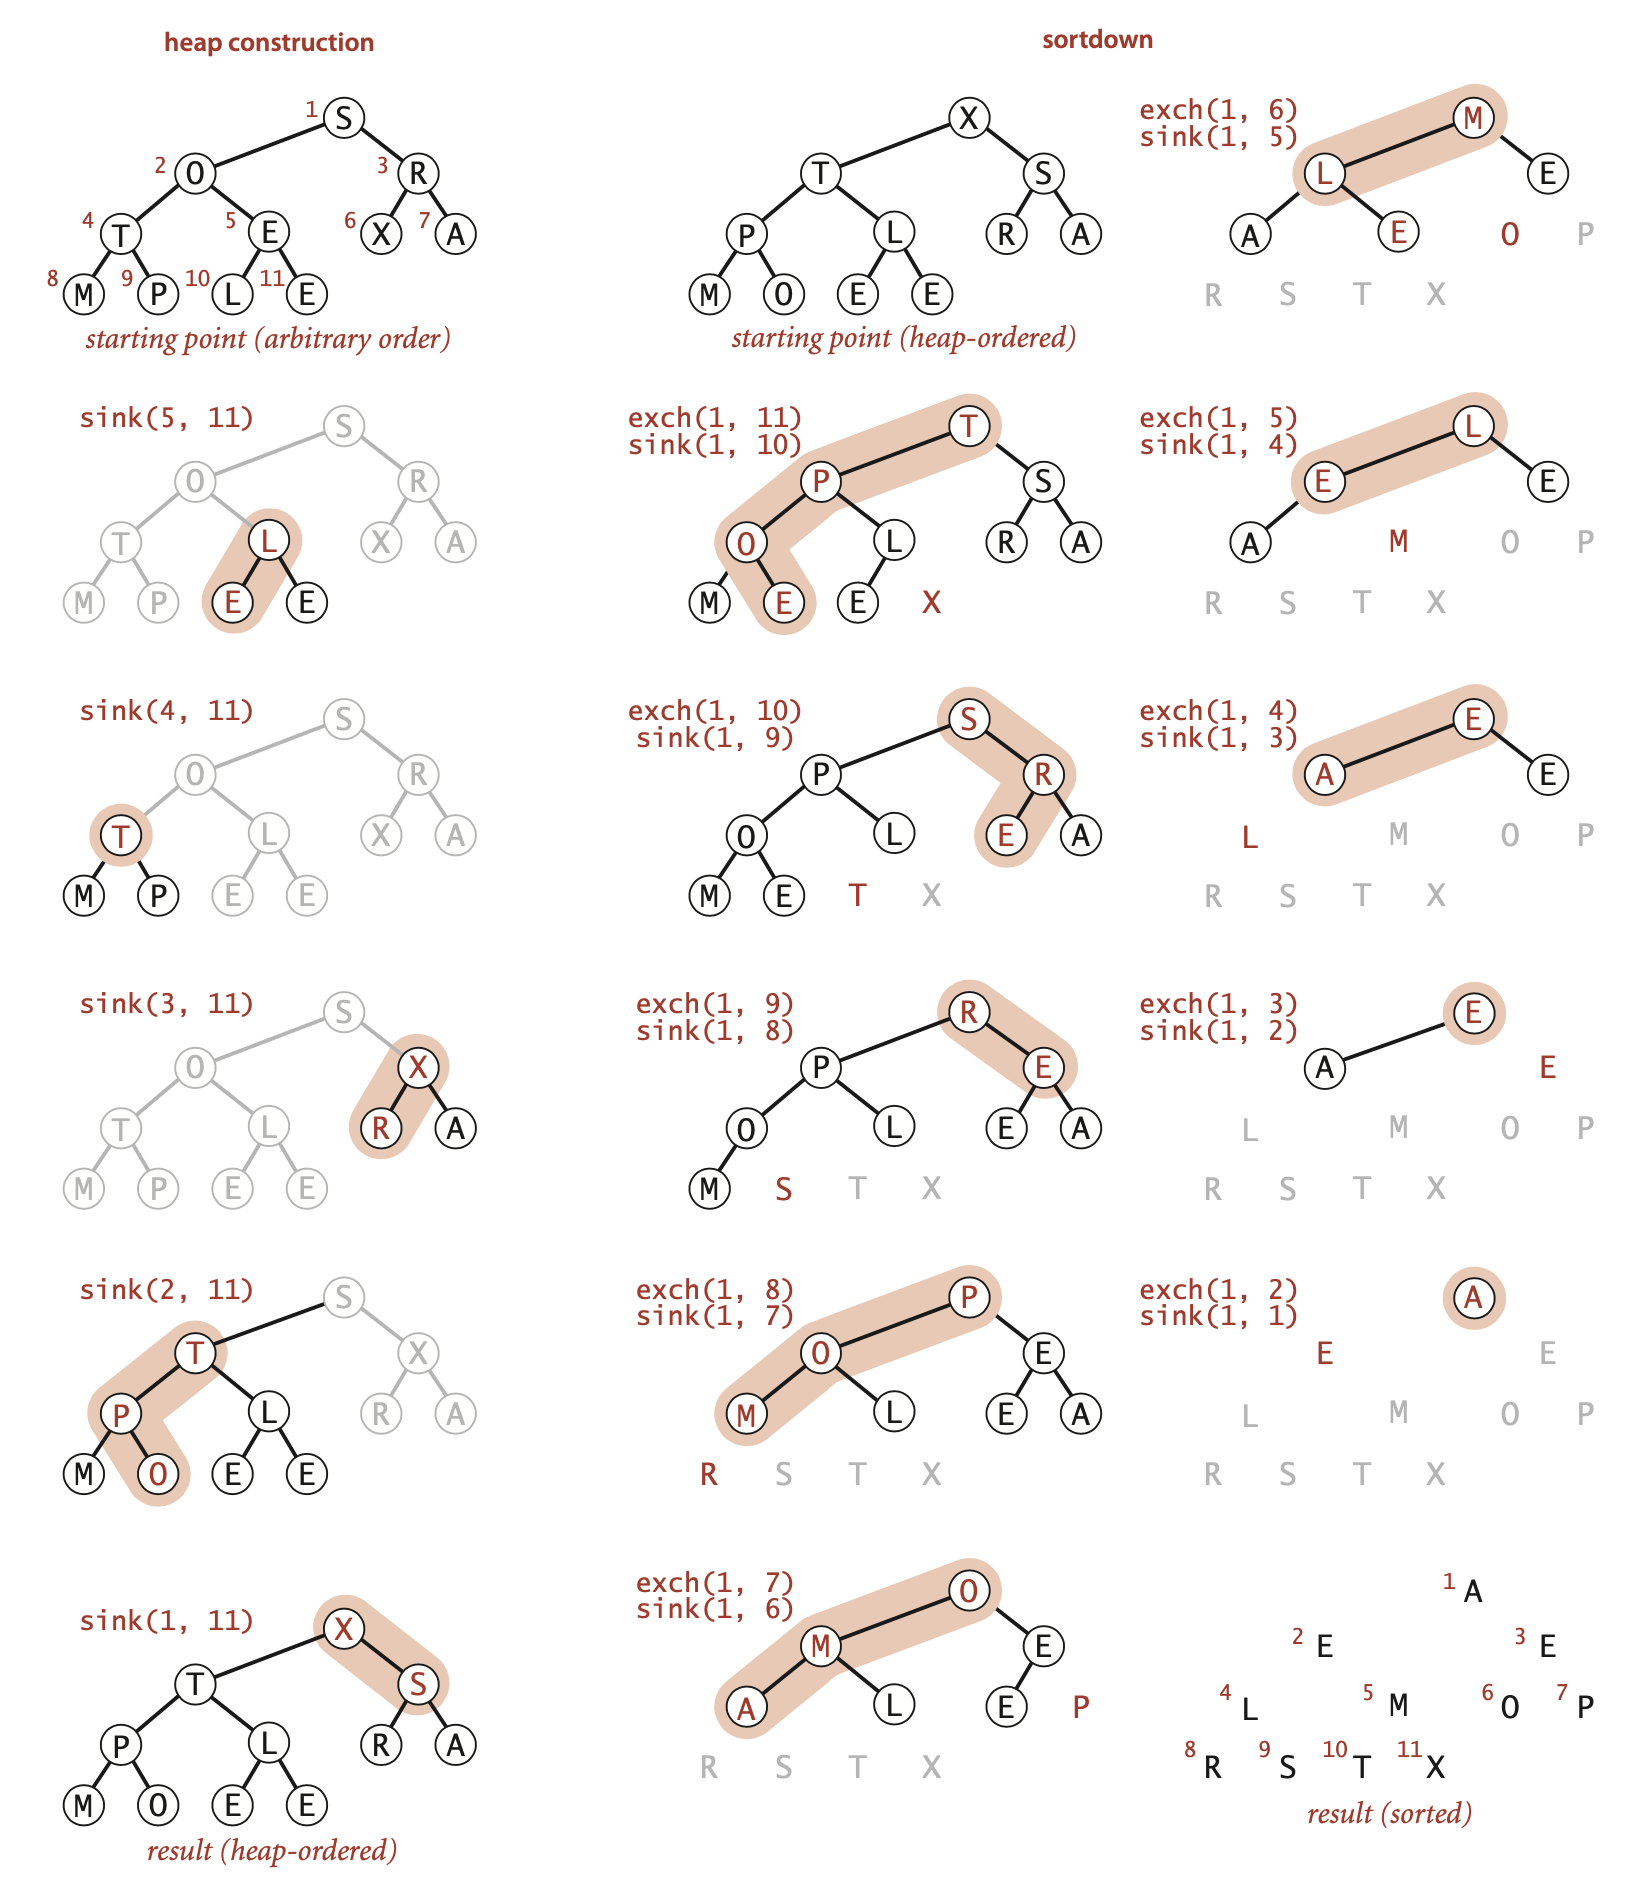 heap construction
1 S
2 O 3 R
4 T 5 E 6 X 7 A
8 M 9 P 10 L 11 E
starting point (arbitrary order)
sink(5, 11)
S
O R
T L X A
M P E E
sink(4, 11)
S
O R
T L X A
M P E E
sink(3, 11)
S
O X
T L R A
M P E E
sink(2, 11)
S
T X
P L R A
M O E E
sink(1, 11)
X
T S
P L R A
M O E E
result (heap-ordered)
sortdown
X
T S
P L R A
M O E E
starting point (heap-ordered)
exch(1, 11)
sink(1, 10)
T
P S
O L R A
M E E X
exch(1, 10)
sink(1, 9)
S
P R
O L E A
M E T X
exch(1, 9)
sink(1, 8)
R
P E
O L E A
M S T X
exch(1, 8)
sink(1, 7)
P
O E
M L E A
R S T X
exch(1, 7)
sink(1, 6)
O
M E
A L E P
R S T X
exch(1, 6)
sink(1, 5)
M
L E
A E O P
R S T X
exch(1, 5)
sink(1, 4)
L
E E
A M O P
R S T X
exch(1, 4)
sink(1, 3)
E
A E
L M O P
R S T X
exch(1, 3)
sink(1, 2)
E
A E
L M O P
R S T X
exch(1, 2)
sink(1, 1)
A
E E
L M O P
R S T X
1 A
2 E 3 E
4 L 5 M 6 O 7 P
8 R 9 S 10 T 11 X
result (sorted)